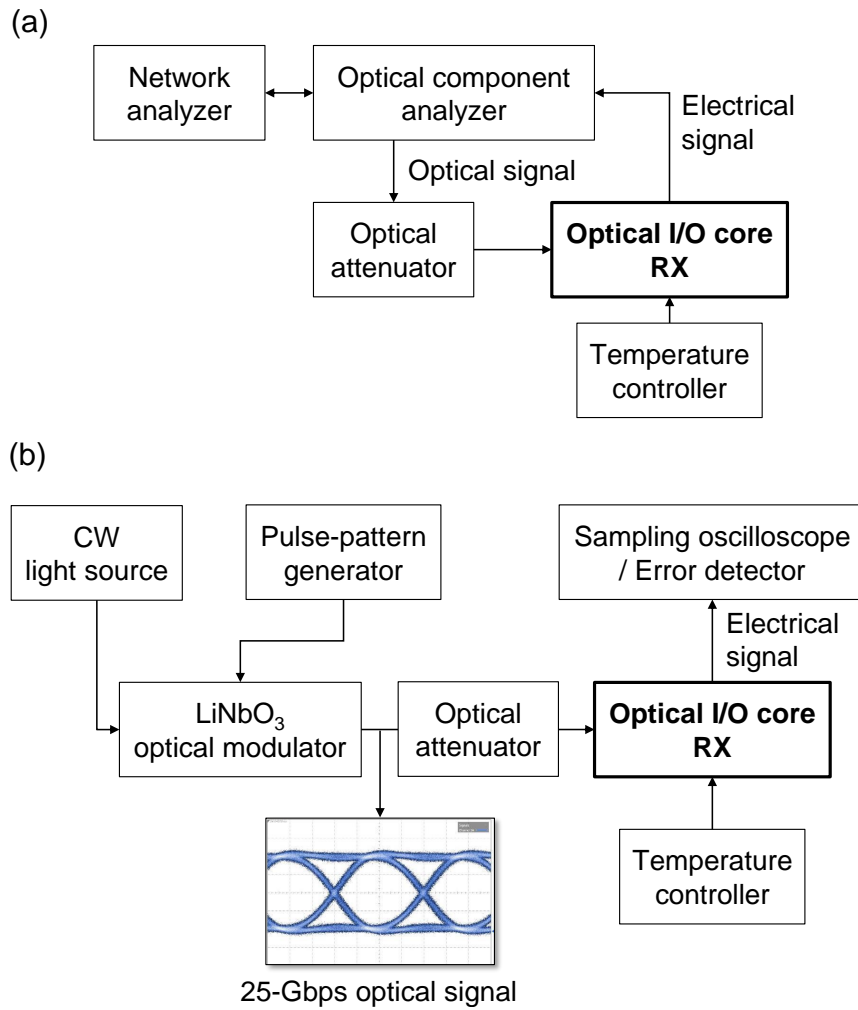 (a)
Network
analyzer
Optical component
analyzer
Electrical
signal
Optical signal
Optical
attenuator
Optical I/O core
RX
Temperature
controller
(b)
CW
light source
Pulse-pattern
generator
Sampling oscilloscope
/ Error detector
Electrical
signal
LiNbO₃
optical modulator
Optical
attenuator
Optical I/O core
RX
Temperature
controller
25-Gbps optical signal